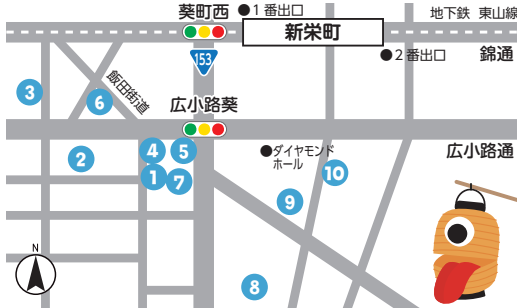 葵町西
●1番出口
地下鉄 東山線
新栄町
●2番出口
錦通
153
飯田街道
3
6
広小路葵
4
5
●ダイヤモンド
ホール
広小路通
2
1
7
10
9
8
N